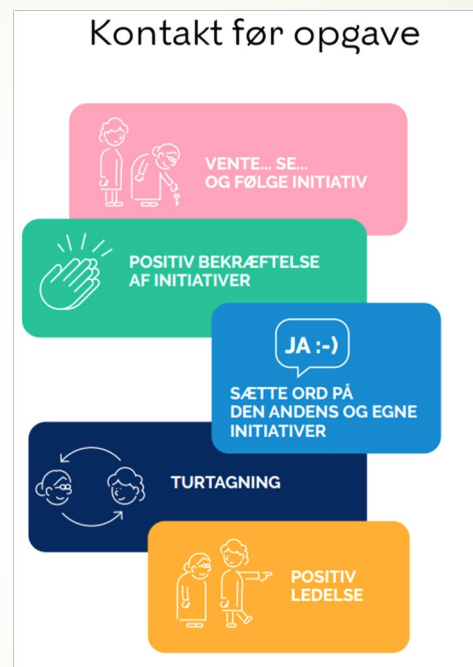 Kontakt før opgave
VENTE... SE...
OG FØLGE INITIATIV
POSITIV BEKRÆFTELSE
AF INITIATIVER
JA :-)
SÆTTE ORD PÅ
DEN ANDENS OG EGNE
INITIATIVER
TURTAGNING
POSITIV
LEDELSE